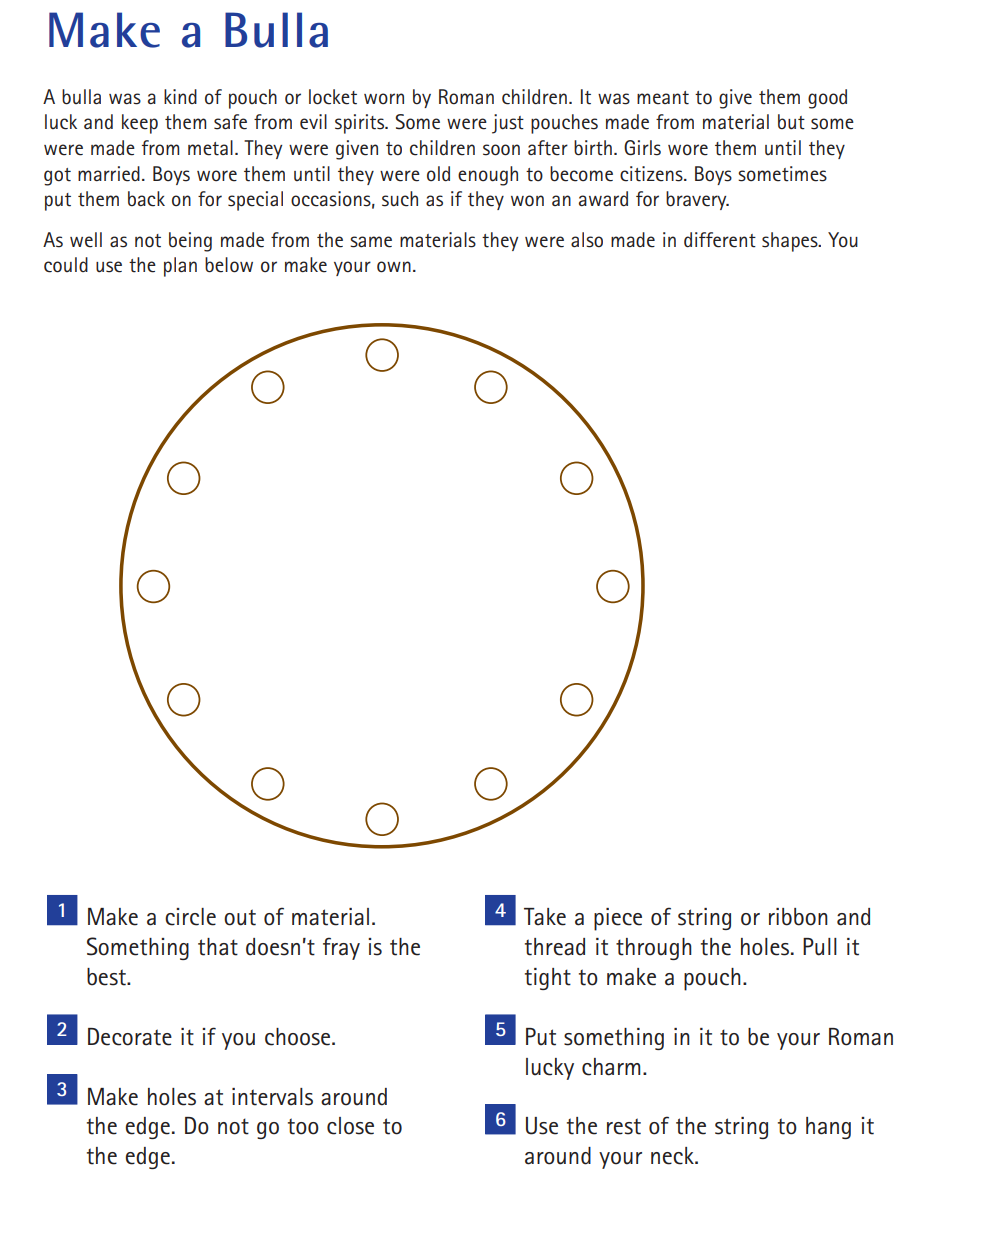 Make a Bulla
A bulla was a kind of pouch or locket worn by Roman children. It was meant to give them good
luck and keep them safe from evil spirits. Some were just pouches made from material but some
were made from metal. They were given to children soon after birth. Girls wore them until they
got married. Boys wore them until they were old enough to become citizens. Boys sometimes
put them back on for special occasions, such as if they won an award for bravery.
As well as not being made from the same materials they were also made in different shapes. You
could use the plan below or make your own.
1 Make a circle out of material.
Something that doesn't fray is the
best.
2 Decorate it if you choose.
3 Make holes at intervals around
the edge. Do not go too close to
the edge.
4 Take a piece of string or ribbon and
thread it through the holes. Pull it
tight to make a pouch.
5 Put something in it to be your Roman
lucky charm.
6 Use the rest of the string to hang it
around your neck.